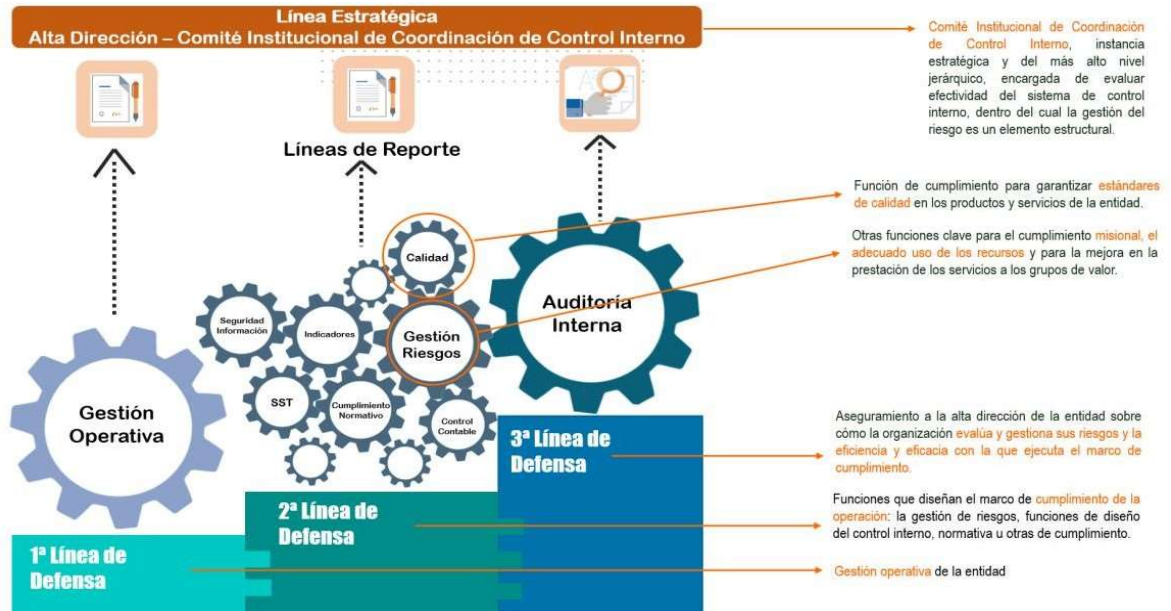 Línea Estratégica
Alta Dirección – Comité Institucional de Coordinación de Control Interno
Líneas de Reporte
Calidad
Seguridad
Información
Indicadores
Gestión
Riesgos
Auditoría
Interna
SST
Cumplimiento
Normativo
Control
Contable
Gestión
Operativa
3ª Línea de
Defensa
2ª Línea de
Defensa
1ª Línea de
Defensa
Comité Institucional de Coordinación
de Control Interno, instancia
estratégica y del más alto nivel
jerárquico, encargada de evaluar
efectividad del sistema de control
interno, dentro del cual la gestión del
riesgo es un elemento estructural.
Función de cumplimiento para garantizar estándares
de calidad en los productos y servicios de la entidad.
Otras funciones clave para el cumplimiento misional, el
adecuado uso de los recursos y para la mejora en la
prestación de los servicios a los grupos de valor.
Aseguramiento a la alta dirección de la entidad sobre
cómo la organización evalúa y gestiona sus riesgos y la
eficiencia y eficacia con la que ejecuta el marco de
cumplimiento.
Funciones que diseñan el marco de cumplimiento de la
operación: la gestión de riesgos, funciones de diseño
del control interno, normativa u otras de cumplimiento.
Gestión operativa de la entidad